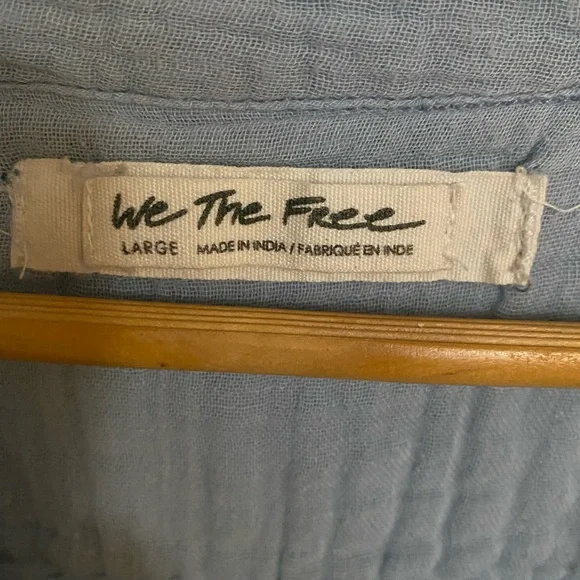 We The Free
LARGE MADE IN INDIA / FABRIQUÉ EN INDE